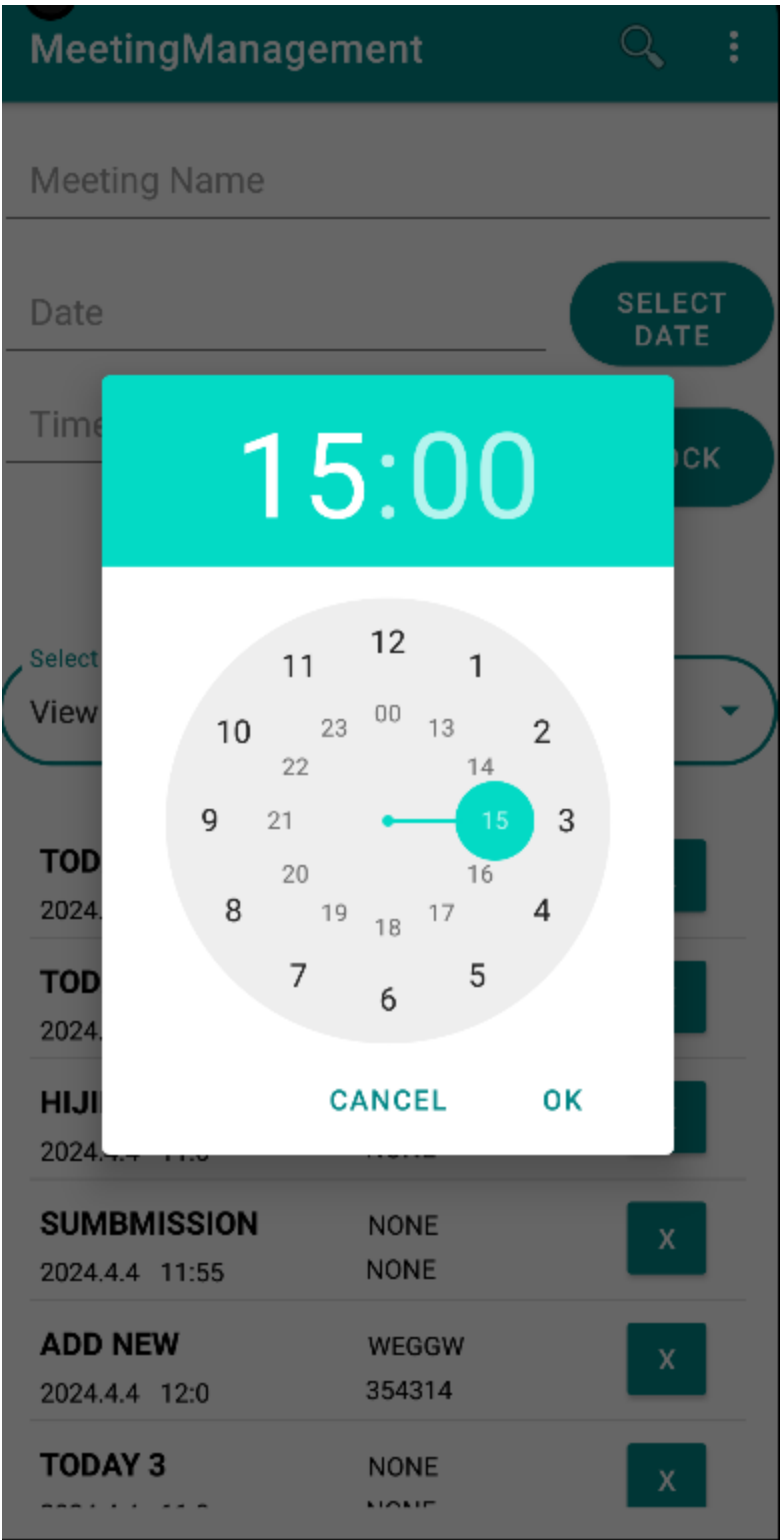 MeetingManagement
Meeting Name
Date
SELECT
DATE
Time
15:00
Select
View
12
11 1
00
23 13
10 2
22 14
9 21 15 3
20 16
8 19 17 4
18
7 5
6
CANCEL OK
TOD
2024.
TOD
2024.
2024.4.4
SUMBMISSION NONE
2024.4.4 11:55 NONE
X
ADD NEW WEGGW
2024.4.4 12:0 354314
X
TODAY 3 NONE
X